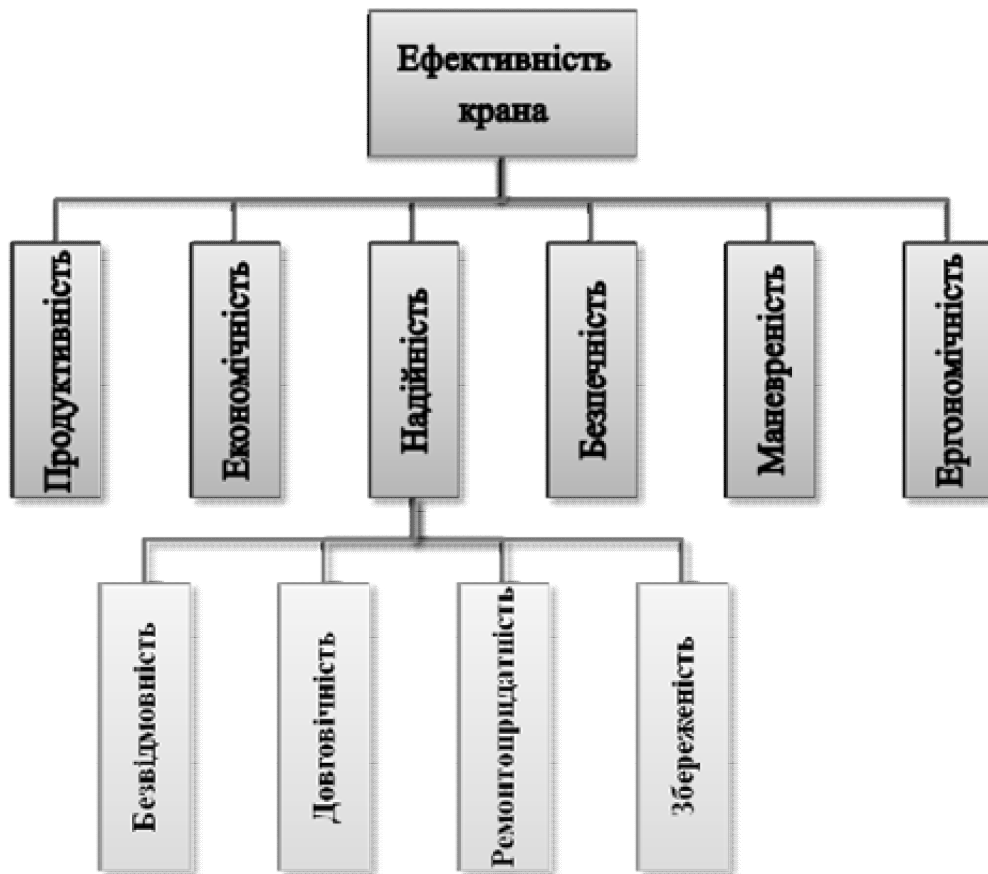 Ефективність
крана
Продуктивність
Економічність
Надійність
Безпечність
Маневреність
Ергономічність
Безвідмовність
Довговічність
Ремонтопридатність
Збереженість